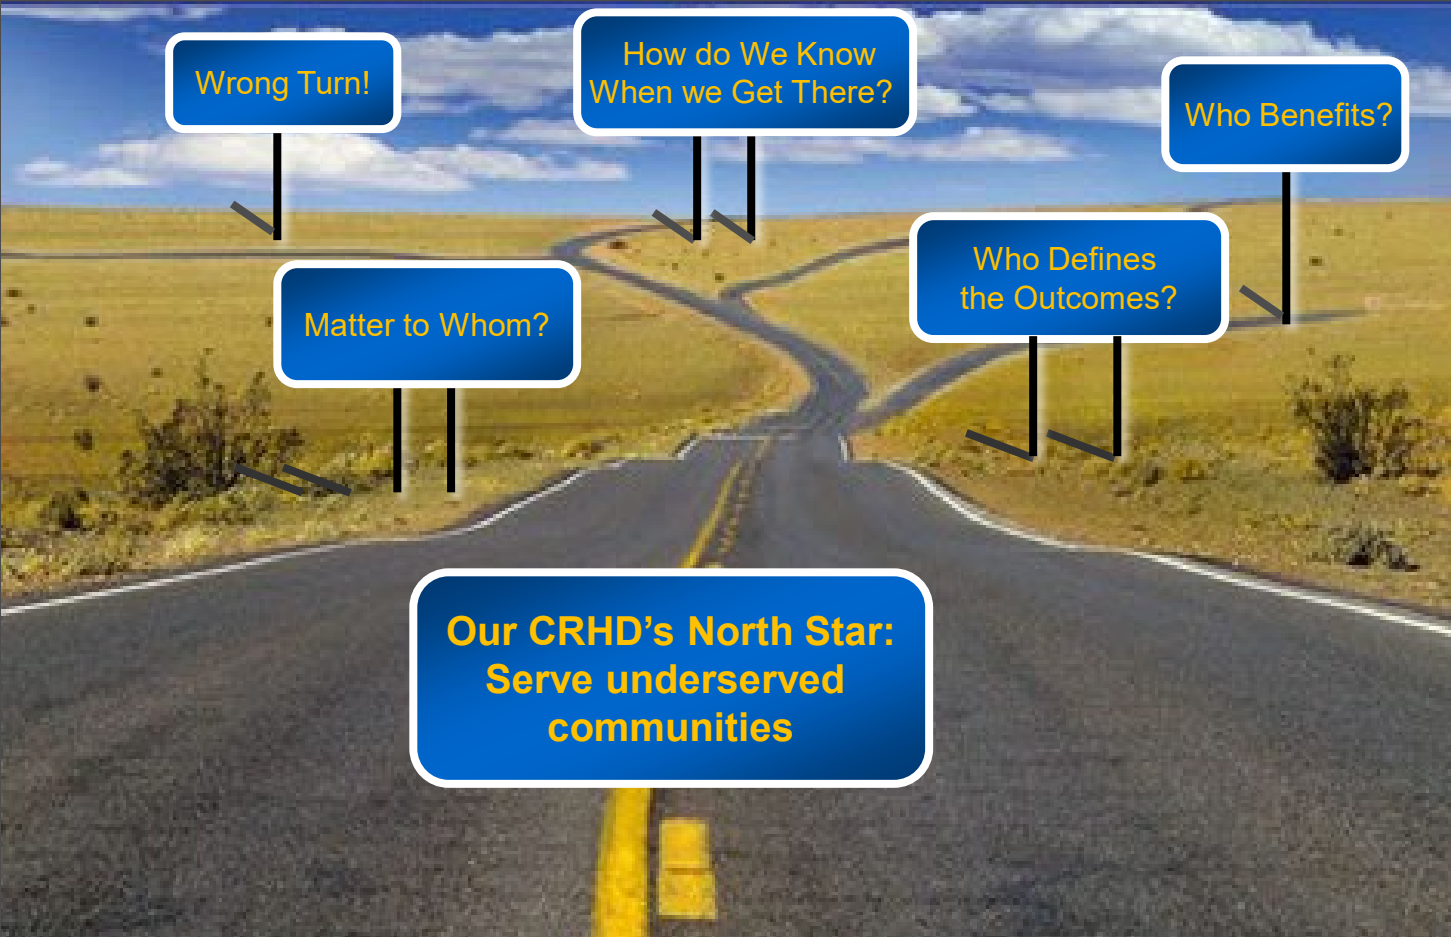 Wrong Turn!
How do We Know
When we Get There?
Who Benefits?
Who Defines
the Outcomes?
Matter to Whom?
Our CRHD's North Star:
Serve underserved
communities